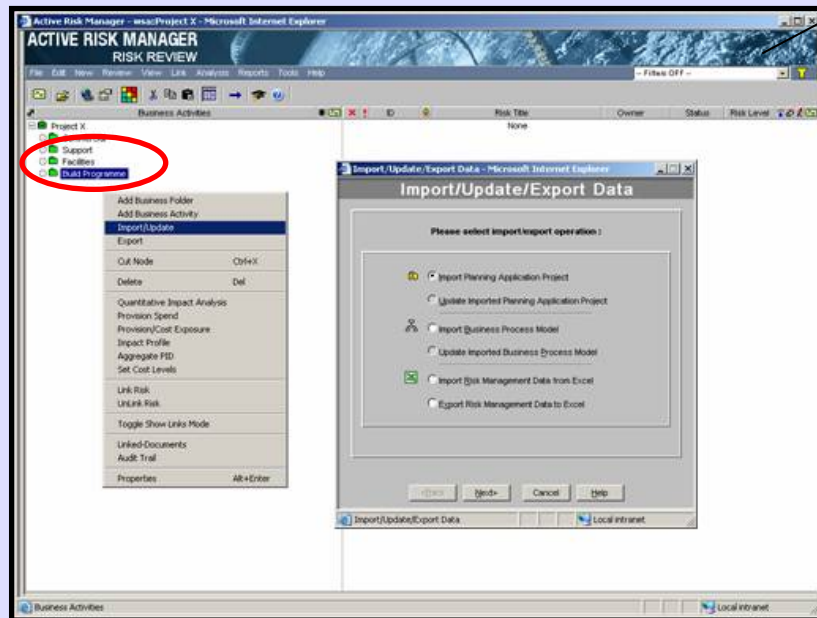 Active Risk Manager - msacProject X - Microsoft Internet Explorer
ACTIVE RISK MANAGER
RISK REVIEW
File Edit New Review View Link Analysis Reports Tools Help
-- Filters OFF --
Business Activities
ID Risk Title Owner Status Risk Level
Project X
None
Support
Facilities
Build Programme
Add Business Folder
Add Business Activity
Import/Update
Export
Cut Node Ctrl+X
Delete Del
Quantitative Impact Analysis
Provision Spend
Provision/Cost Exposure
Impact Profile
Aggregate PID
Set Cost Levels
Link Risk
UnLink Risk
Toggle Show Links Mode
Linked-Documents
Audit Trail
Properties Alt+Enter
Import/Update/Export Data - Microsoft Internet Explorer
Import/Update/Export Data
Please select import/export operation :
Import Planning Application Project
Update Imported Planning Application Project
Import Business Process Model
Update Imported Business Process Model
Import Risk Management Data from Excel
Export Risk Management Data to Excel
<Back Next> Cancel Help
Import/Update/Export Data Local intranet
Business Activities Local intranet